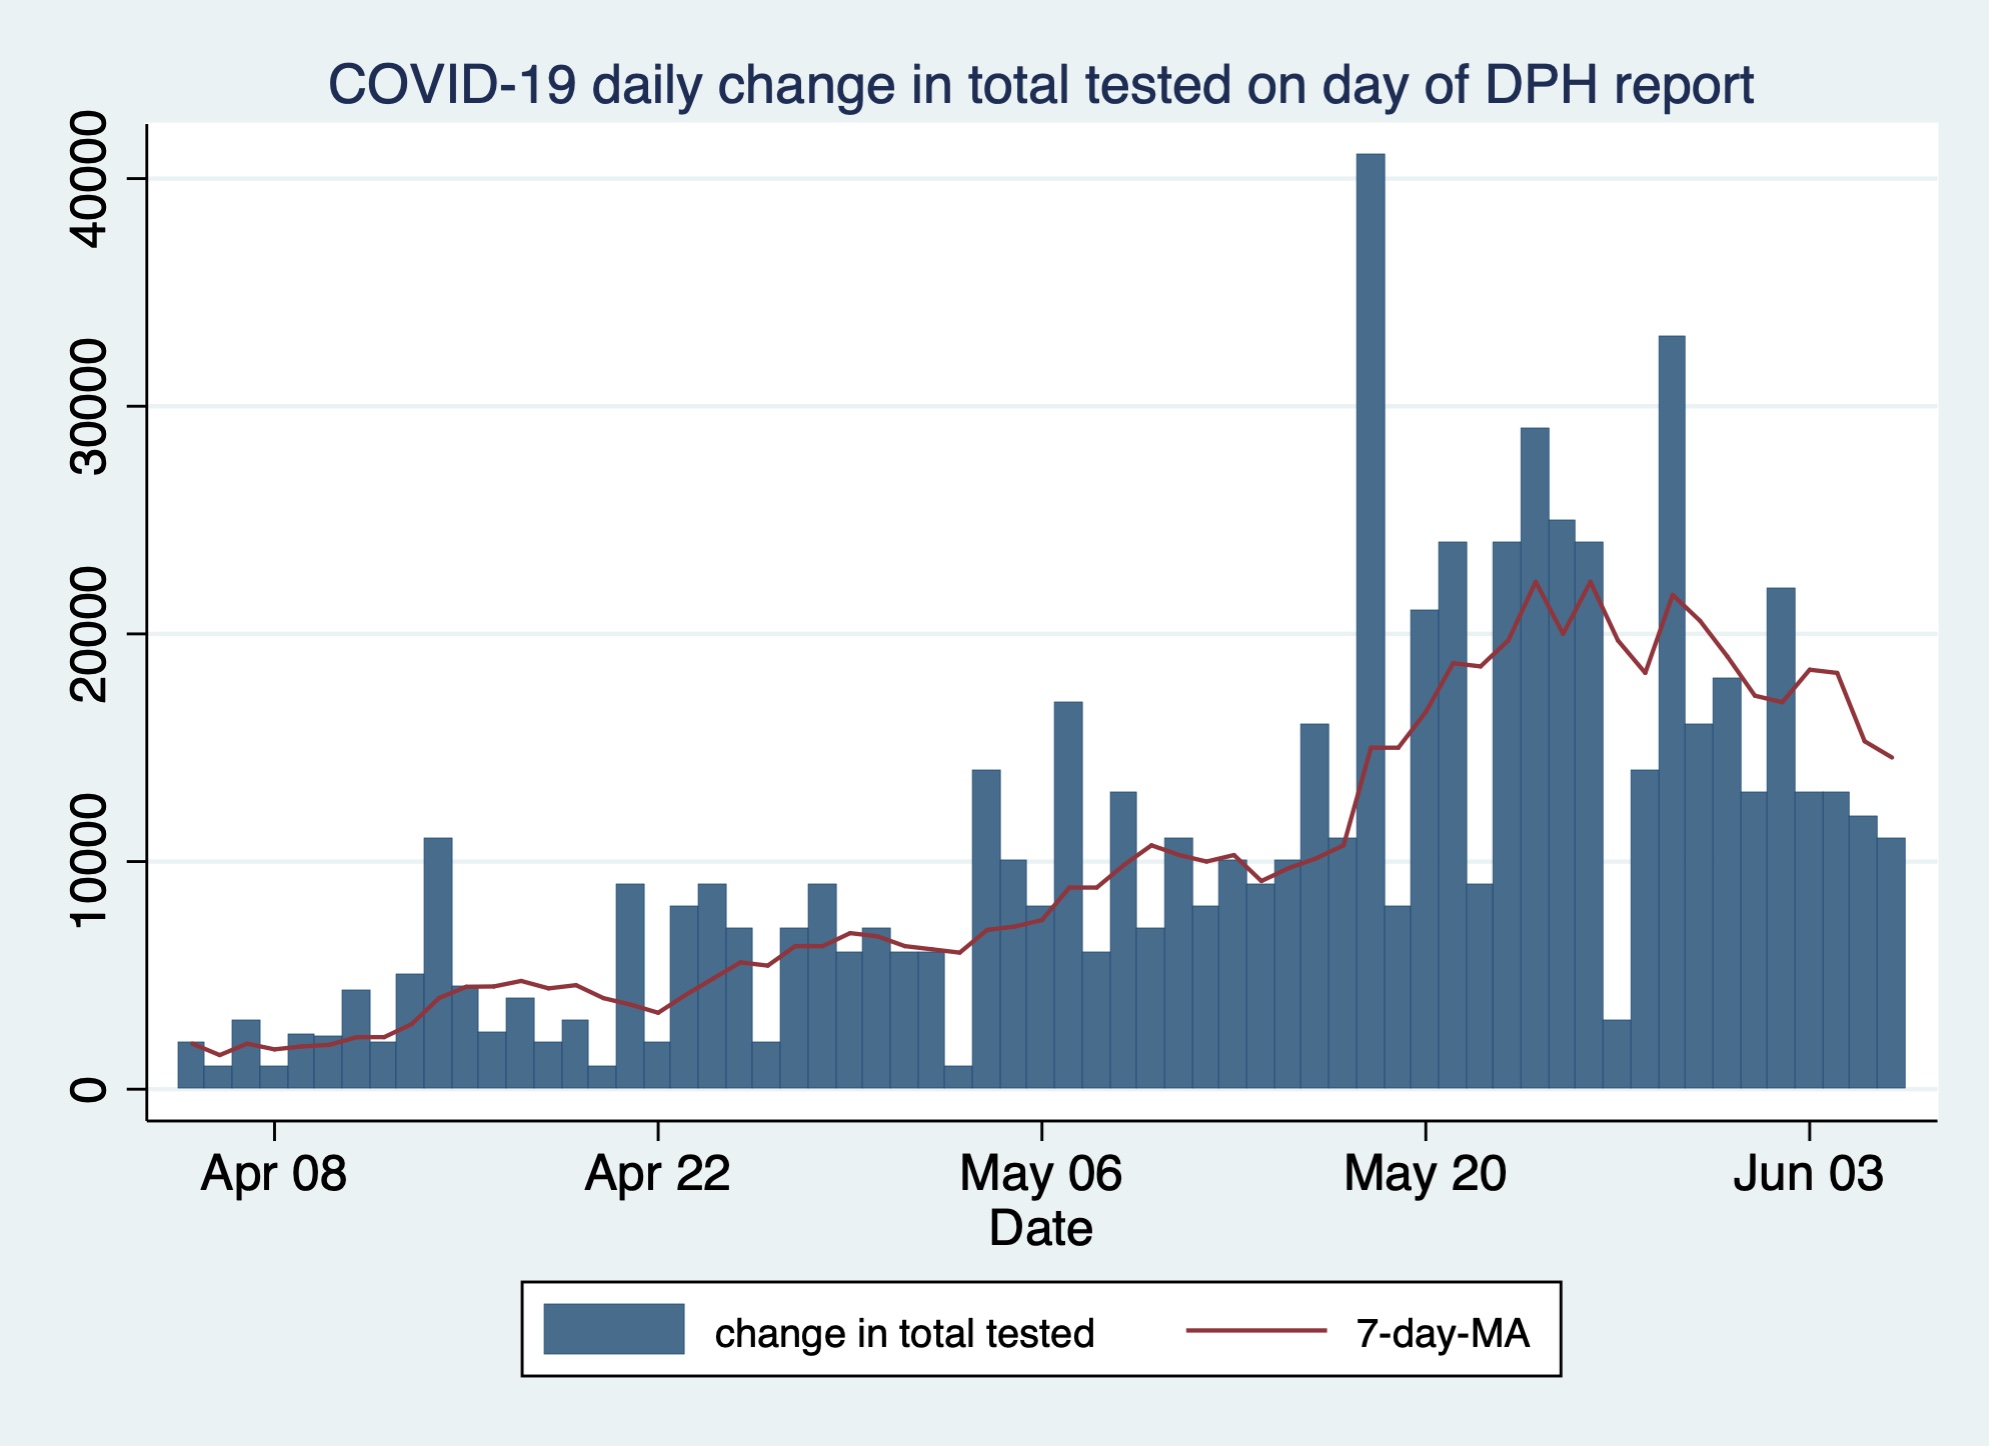 COVID-19 daily change in total tested on day of DPH report
40000
30000
20000
10000
0
Apr 08
Apr 22
May 06
May 20
Jun 03
Date
change in total tested
7-day-MA